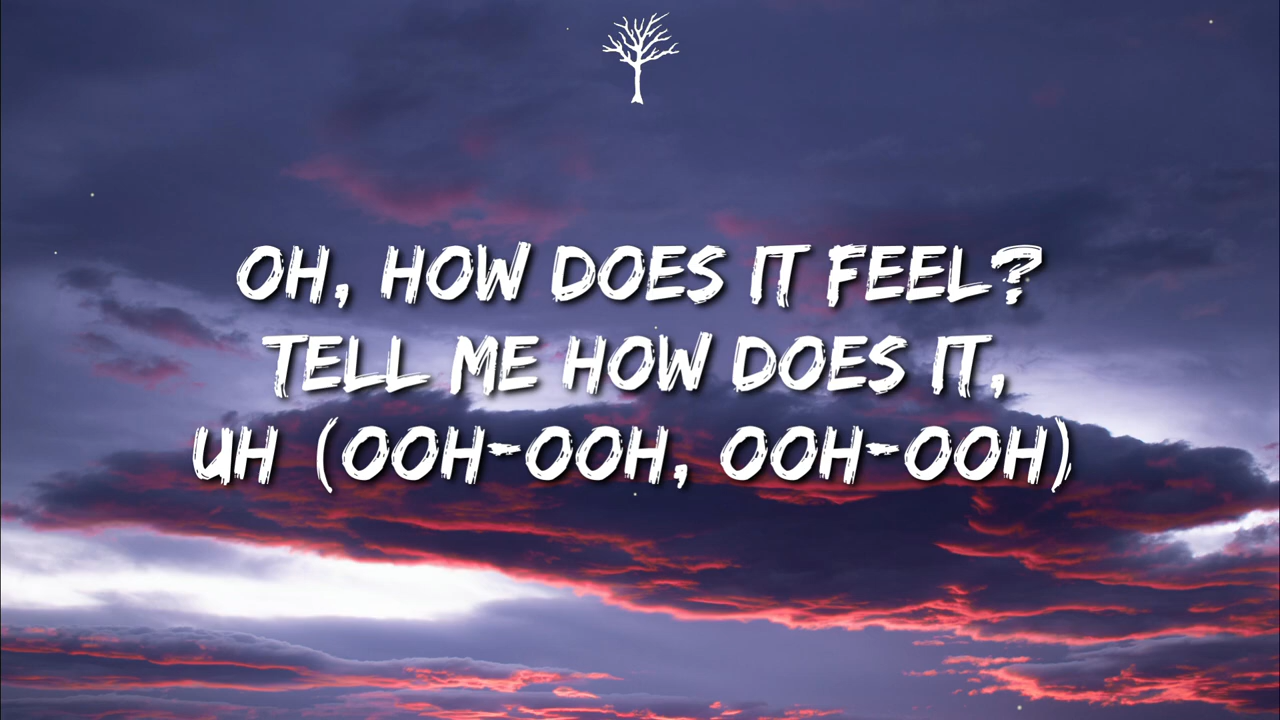 OH, HOW DOES IT FEEL?
TELL ME HOW DOES IT,
UH (OOH-OOH, OOH-OOH)